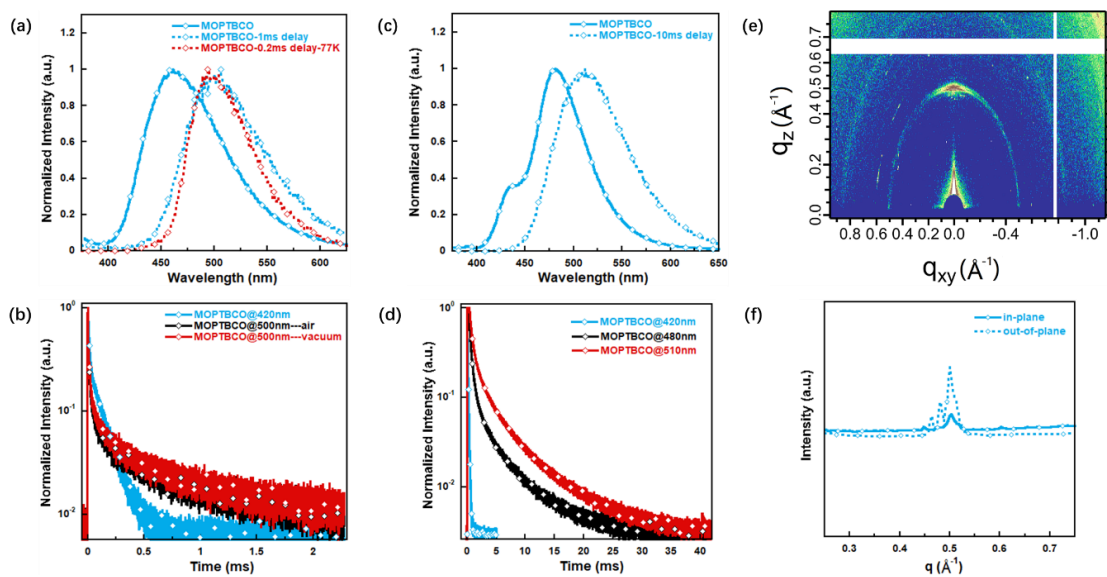 (a)
MOPTBCO
MOPTBCO-1ms delay
MOPTBCO-0.2ms delay-77K
1.2
1
0.8
0.6
0.4
0.2
0
Normalized Intensity (a.u.)
400
450
500
550
600
Wavelength (nm)
(c)
MOPTBCO
MOPTBCO-10ms delay
1.2
1
0.8
0.6
0.4
0.2
0
Normalized Intensity (a.u.)
400
450
500
550
600
650
Wavelength (nm)
(e)
0.7
0.6
0.5
0.4
0.3
0.2
0.0
qz (Å-1)
0.8 0.6 0.4 0.2 0.0 -0.4 -1.0
qxy (Å-1)
(b)
MOPTBCO@420nm
MOPTBCO@500nm---air
MOPTBCO@500nm---vacuum
10^0
10^-1
10^-2
Normalized Intensity (a.u.)
0
0.5
1
1.5
2
Time (ms)
(d)
MOPTBCO@420nm
MOPTBCO@480nm
MOPTBCO@510nm
10^0
10^-1
10^-2
Normalized Intensity (a.u.)
0 5 10 15 20 25 30 35 40
Time (ms)
(f)
in-plane
out-of-plane
Intensity (a.u.)
0.3
0.4
0.5
0.6
0.7
q (Å-1)